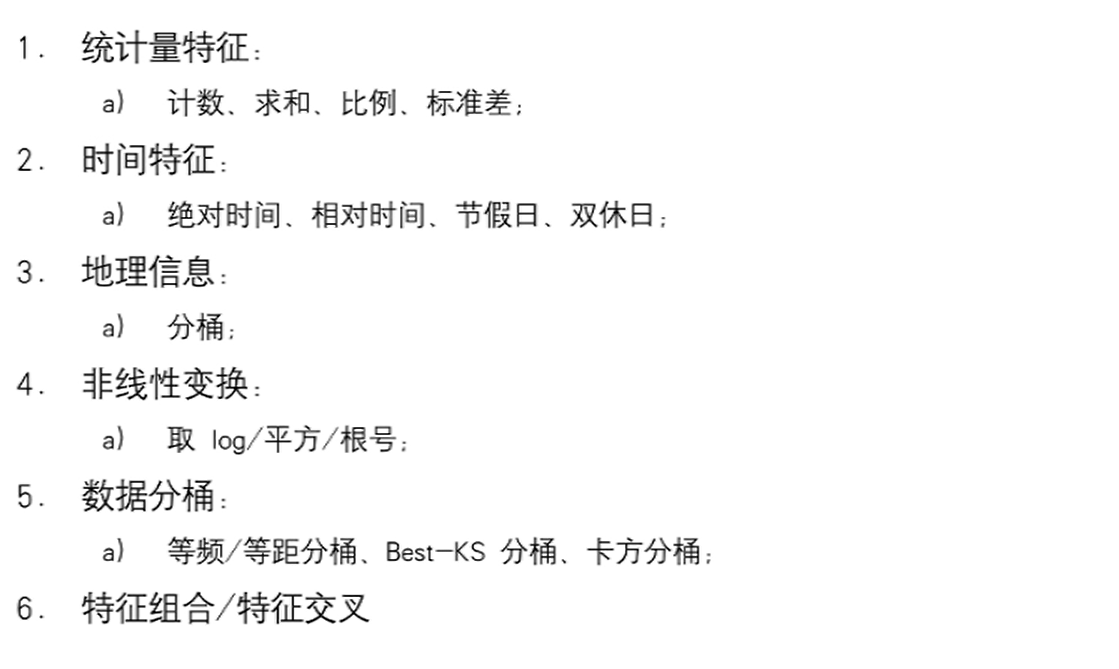 1. 统计量特征:
a) 计数、求和、比例、标准差;
2. 时间特征:
a) 绝对时间、相对时间、节假日、双休日;
3. 地理信息:
a) 分桶;
4. 非线性变换:
a) 取 log/平方/根号;
5. 数据分桶:
a) 等频/等距分桶、Best-KS 分桶、卡方分桶;
6. 特征组合/特征交叉